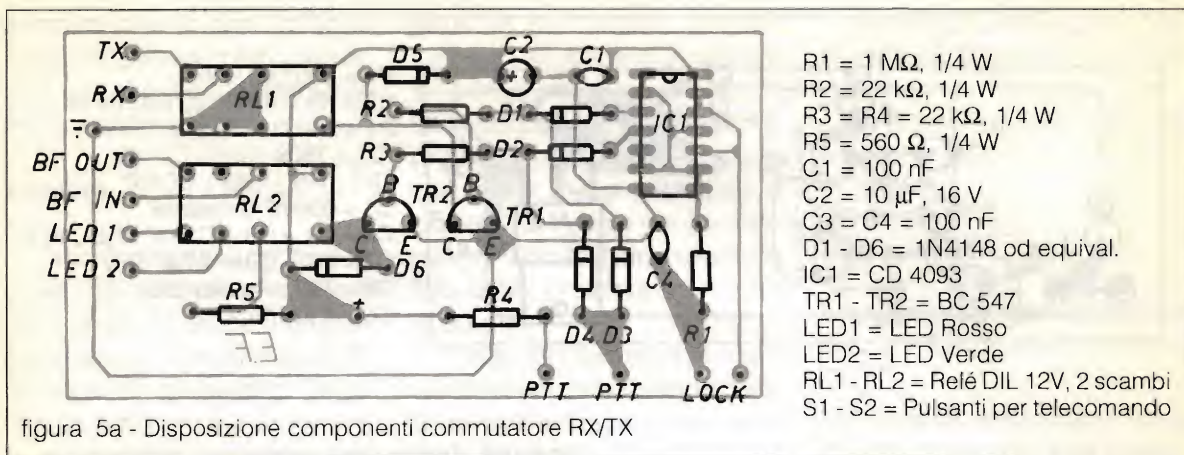 TX
RX
BF OUT
BF IN
LED 1
LED 2
RL1
RL2
D5
C2
C1
R2
D1
IC1
R3
D2
B
B
TR2
TR1
C
E
C
E
D6
C4
R5
+
R4
D4
D3
R1
F.E
PTT
PTT
LOCK
R1 = 1 MΩ, 1/4 W
R2 = 22 kΩ, 1/4 W
R3 = R4 = 22 kΩ, 1/4 W
R5 = 560 Ω, 1/4 W
C1 = 100 nF
C2 = 10 µF, 16 V
C3 = C4 = 100 nF
D1 - D6 = 1N4148 od equival.
IC1 = CD 4093
TR1 - TR2 = BC 547
LED1 = LED Rosso
LED2 = LED Verde
RL1 - RL2 = Relé DIL 12V, 2 scambi
S1 - S2 = Pulsanti per telecomando
figura 5a - Disposizione componenti commutatore RX/TX